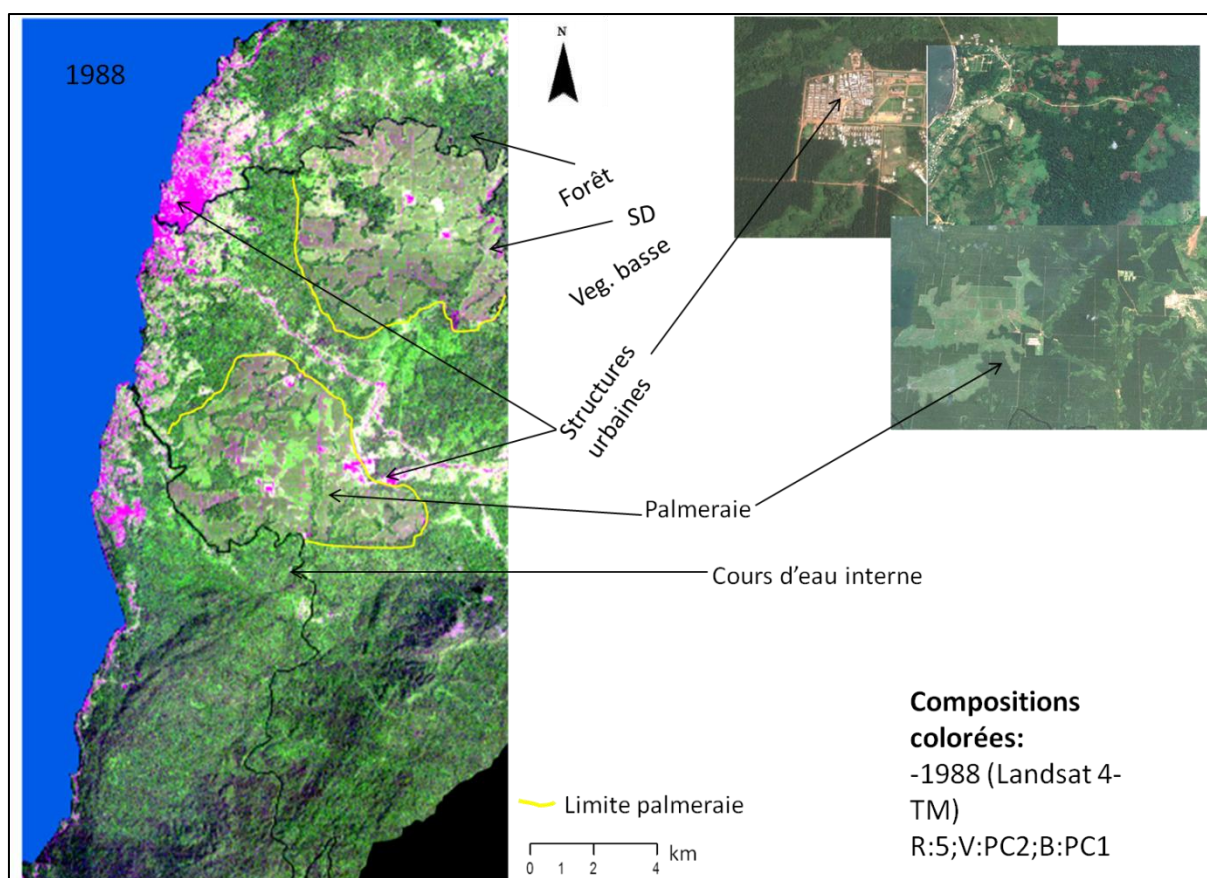 1988
N
Forêt
SD
Veg. basse
Structures
urbaines
Palmeraie
Cours d’eau interne
Limite palmeraie
0 1 2 4 km
Compositions
colorées:
-1988 (Landsat 4-
TM)
R:5;V:PC2;B:PC1